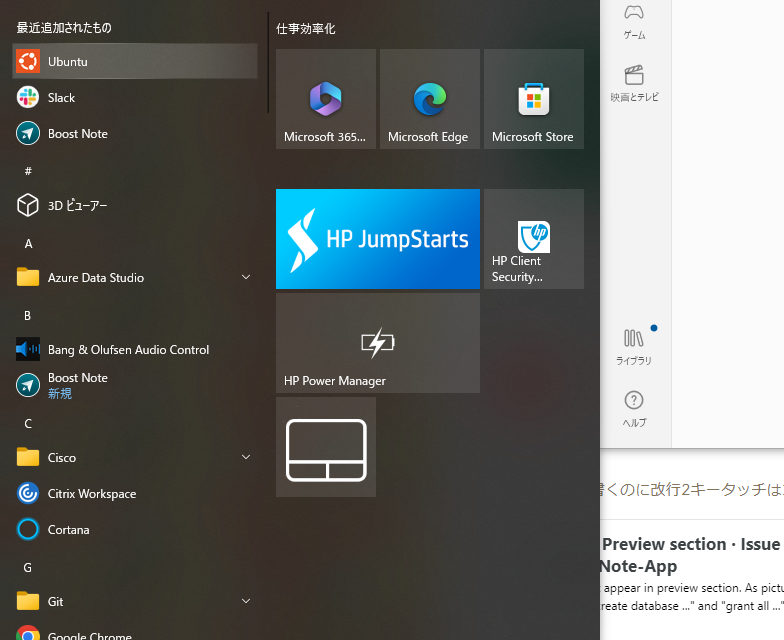 最近追加されたもの
Ubuntu
Slack
Boost Note
#
3D ビューアー
A
Azure Data Studio
B
Bang & Olufsen Audio Control
Boost Note
新規
C
Cisco
Citrix Workspace
Cortana
G
Git
Google Chrome
仕事効率化
Microsoft 365...
Microsoft Edge
Microsoft Store
HP JumpStarts
hp
HP Client
Security...
HP Power Manager
ゲーム
映画とテレビ
ライブラリ
ヘルプ
書くのに改行2キータッチは
Preview section · Issue
Note-App
appear in preview section. As pictu
create database ..." and "grant all ..."